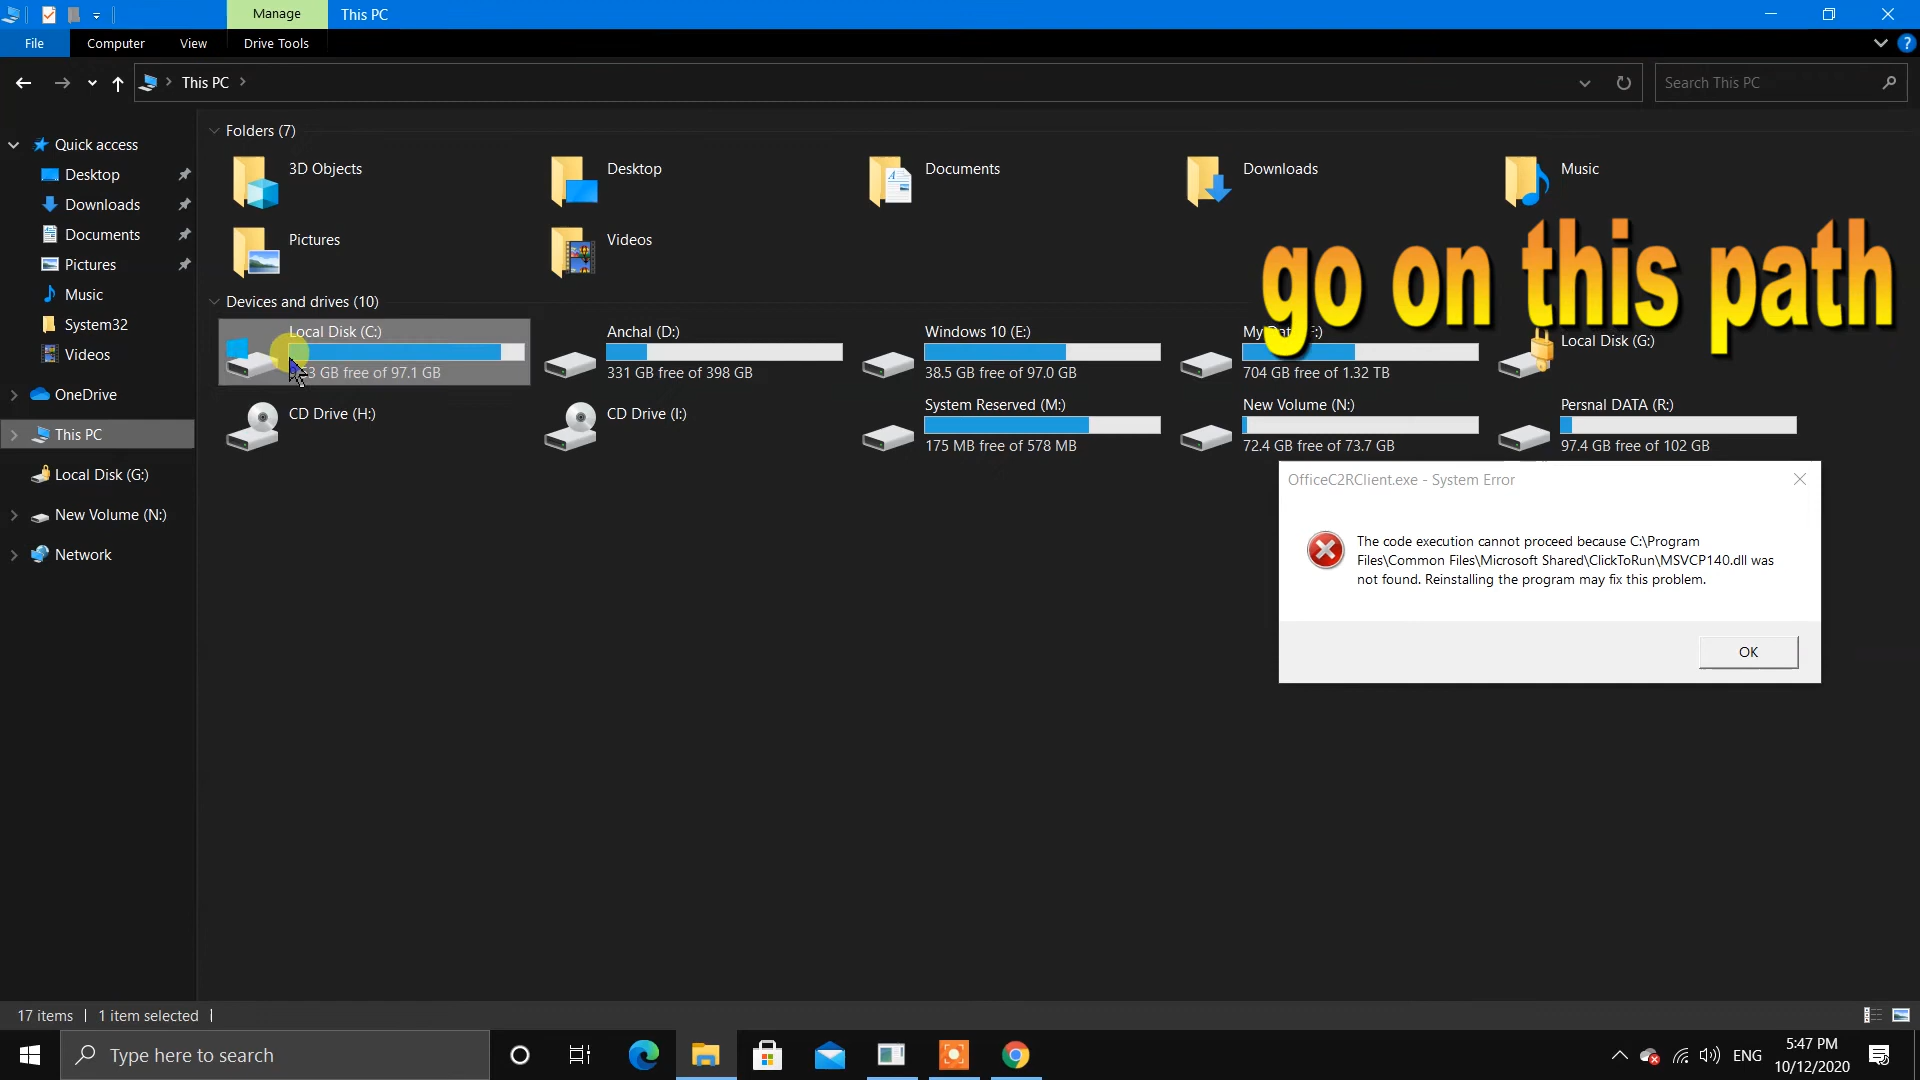 Manage
This PC
File
Computer
View
Drive Tools
This PC
Search This PC
Quick access
Desktop
Downloads
Documents
Pictures
Music
System32
Videos
OneDrive
This PC
Local Disk (G:)
New Volume (N:)
Network
Folders (7)
3D Objects
Desktop
Documents
Downloads
Music
Pictures
Videos
go on this path
Devices and drives (10)
Local Disk (C:)
GB free of 97.1 GB
Anchal (D:)
331 GB free of 398 GB
Windows 10 (E:)
38.5 GB free of 97.0 GB
704 GB free of 1.32 TB
Local Disk (G:)
CD Drive (H:)
CD Drive (I:)
System Reserved (M:)
175 MB free of 578 MB
New Volume (N:)
72.4 GB free of 73.7 GB
Persnal DATA (R:)
97.4 GB free of 102 GB
OfficeC2RClient.exe - System Error
The code execution cannot proceed because C:\Program
Files\Common Files\Microsoft Shared\ClickToRun\MSVCP140.dll was
not found. Reinstalling the program may fix this problem.
OK
17 items
1 item selected
Type here to search
ENG
5:47 PM
10/12/2020